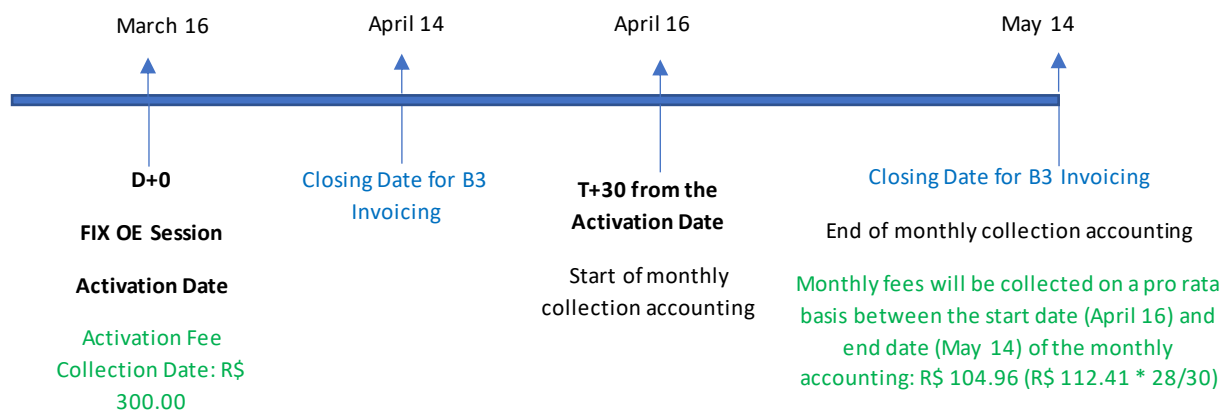 March 16
April 14
April 16
May 14
D+0
FIX OE Session
Activation Date
Activation Fee
Collection Date: R$
300.00
Closing Date for B3
Invoicing
T+30 from the
Activation Date
Start of monthly
collection accounting
Closing Date for B3 Invoicing
End of monthly collection accounting
Monthly fees will be collected on a pro rata
basis between the start date (April 16) and
end date (May 14) of the monthly
accounting: R$ 104.96 (R$ 112.41 * 28/30)